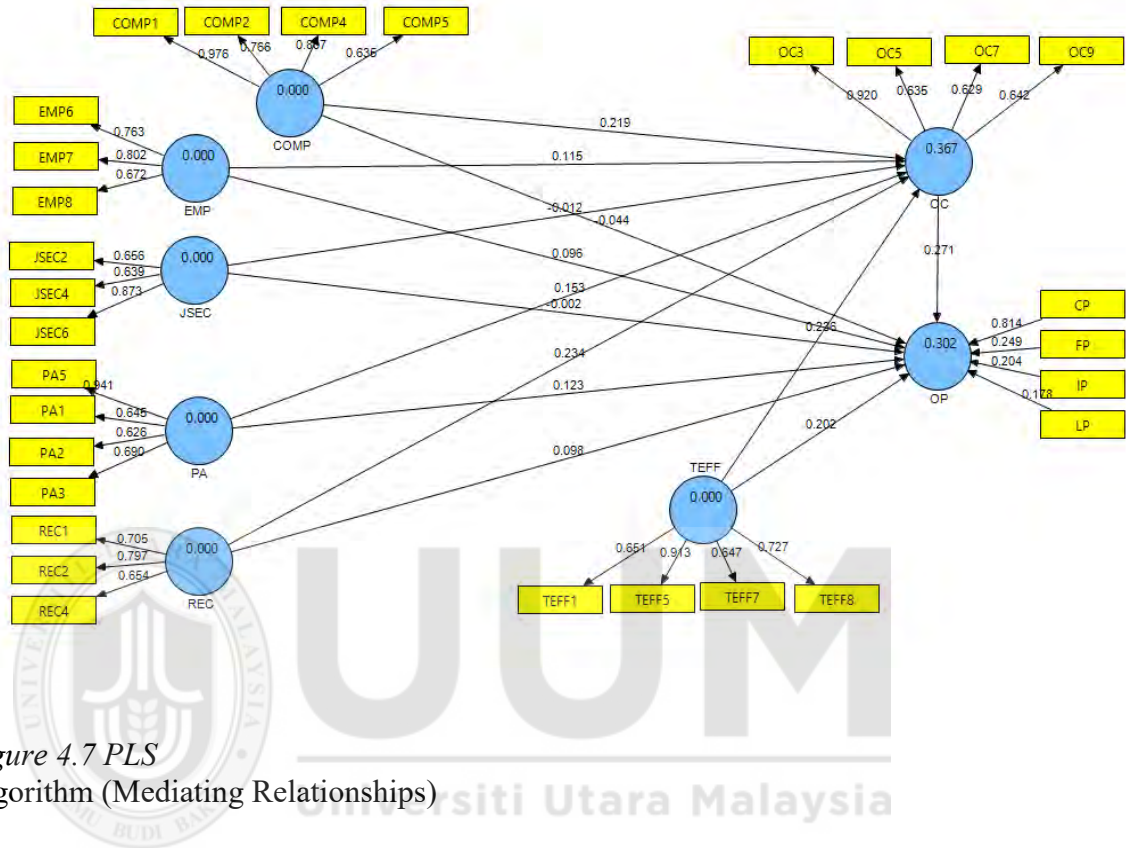 COMP1 COMP2 COMP4 COMP5
0.976 0.766 0.635
0.000
COMP
OC3 OC5 OC7 OC9
0.920 0.635 0.629 0.642
0.367
OC
EMP6
EMP7
EMP8
0.763
0.802
0.672
0.000
EMP
0.219
0.115
-0.012
-0.044
0.271
JSEC2
JSEC4
JSEC6
0.656
0.639
0.873
0.000
JSEC
0.096
0.153
-0.002
0.236
0.234
0.123
0.098
0.202
CP
FP
IP
LP
0.814
0.249
0.204
0.178
0.302
OP
PA5
PA1
PA2
PA3
0.941
0.645
0.626
0.690
0.000
PA
REC1
REC2
REC4
0.705
0.797
0.654
0.000
REC
TEFF
0.000
0.651 0.913 0.647 0.727
TEFF1 TEFF5 TEFF7 TEFF8
UUM
Universiti Utara Malaysia
UNIVERSITI UTARA MALAYSIA
BUDI
gure 4.7 PLS
gorithm (Mediating Relationships)